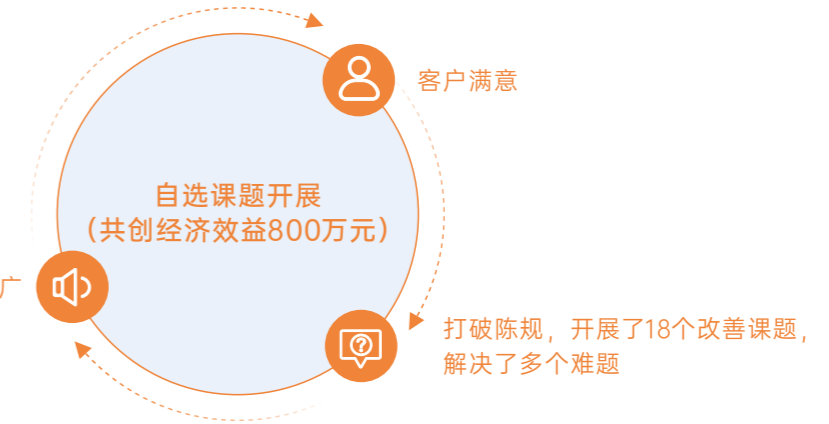 客户满意
自选课题开展
（共创经济效益800万元）
广
打破陈规，开展了18个改善课题，
解决了多个难题